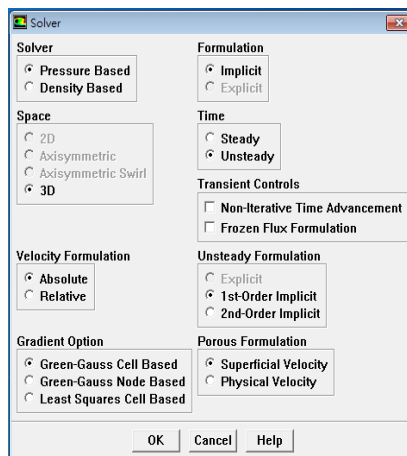 Solver
Solver
Pressure Based
Density Based
Formulation
Implicit
Explicit
Space
2D
Axisymmetric
Axisymmetric Swirl
3D
Time
Steady
Unsteady
Transient Controls
Non-Iterative Time Advancement
Frozen Flux Formulation
Velocity Formulation
Absolute
Relative
Unsteady Formulation
Explicit
1st-Order Implicit
2nd-Order Implicit
Gradient Option
Green-Gauss Cell Based
Green-Gauss Node Based
Least Squares Cell Based
Porous Formulation
Superficial Velocity
Physical Velocity
OK Cancel Help